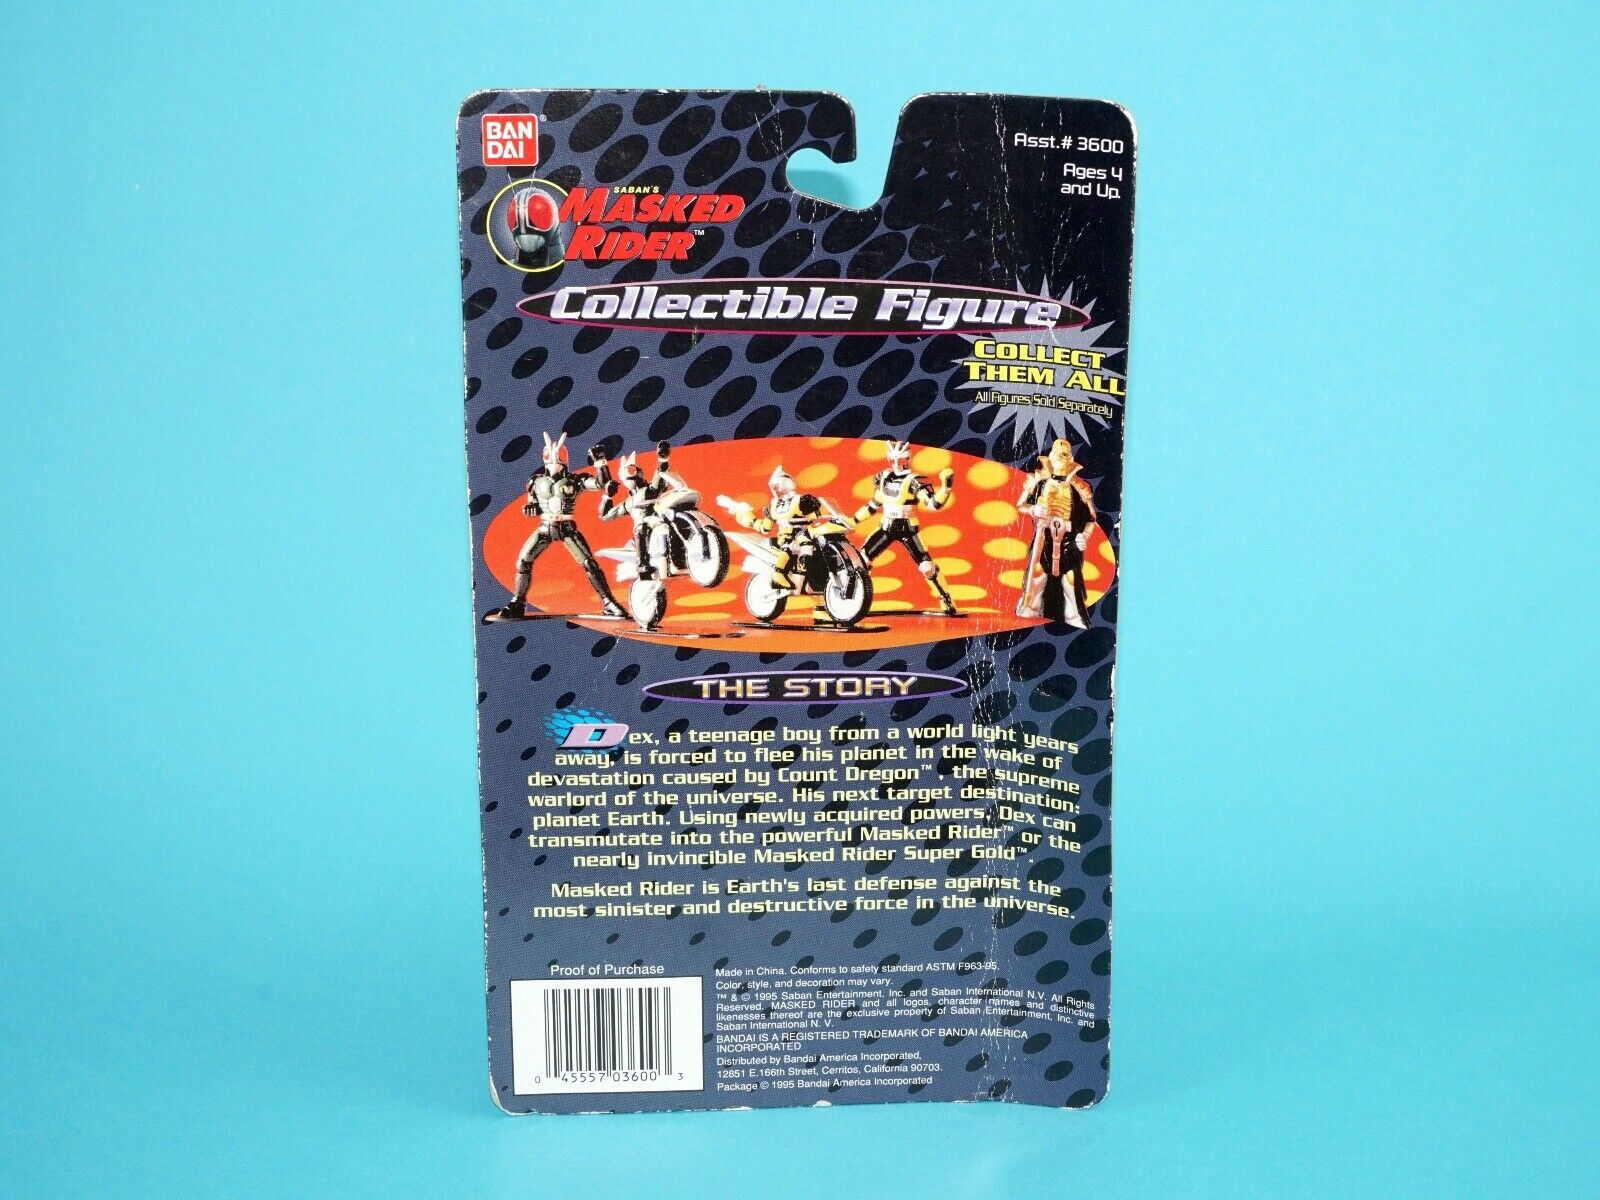 BAN
DAI
®
Asst.# 3600
Ages 4
and Up.
SABAN'S
MASKED
RIDER™
Collectible Figure
COLLECT
THEM ALL
All Figures Sold Separately
THE STORY
Dex, a teenage boy from a world light years
away, is forced to flee his planet in the wake of
devastation caused by Count Dregon™, the supreme
warlord of the universe. His next target destination:
planet Earth. Using newly acquired powers, Dex can
transmutate into the powerful Masked Rider™ or the
nearly invincible Masked Rider Super Gold™.
Masked Rider is Earth's last defense against the
most sinister and destructive force in the universe.
Proof of Purchase
0 45557 03600 3
Made in China. Conforms to safety standard ASTM F963-95.
Color, style, and decoration may vary.
™ & © 1995 Saban Entertainment, Inc. and Saban International N.V. All Rights
Reserved. MASKED RIDER and all logos, character names and distinctive
likenesses thereof are the exclusive property of Saban Entertainment, Inc. and
Saban International N. V.
BANDAI IS A REGISTERED TRADEMARK OF BANDAI AMERICA
INCORPORATED
Distributed by Bandai America Incorporated,
12851 E.166th Street, Cerritos, California 90703.
Package © 1995 Bandai America Incorporated